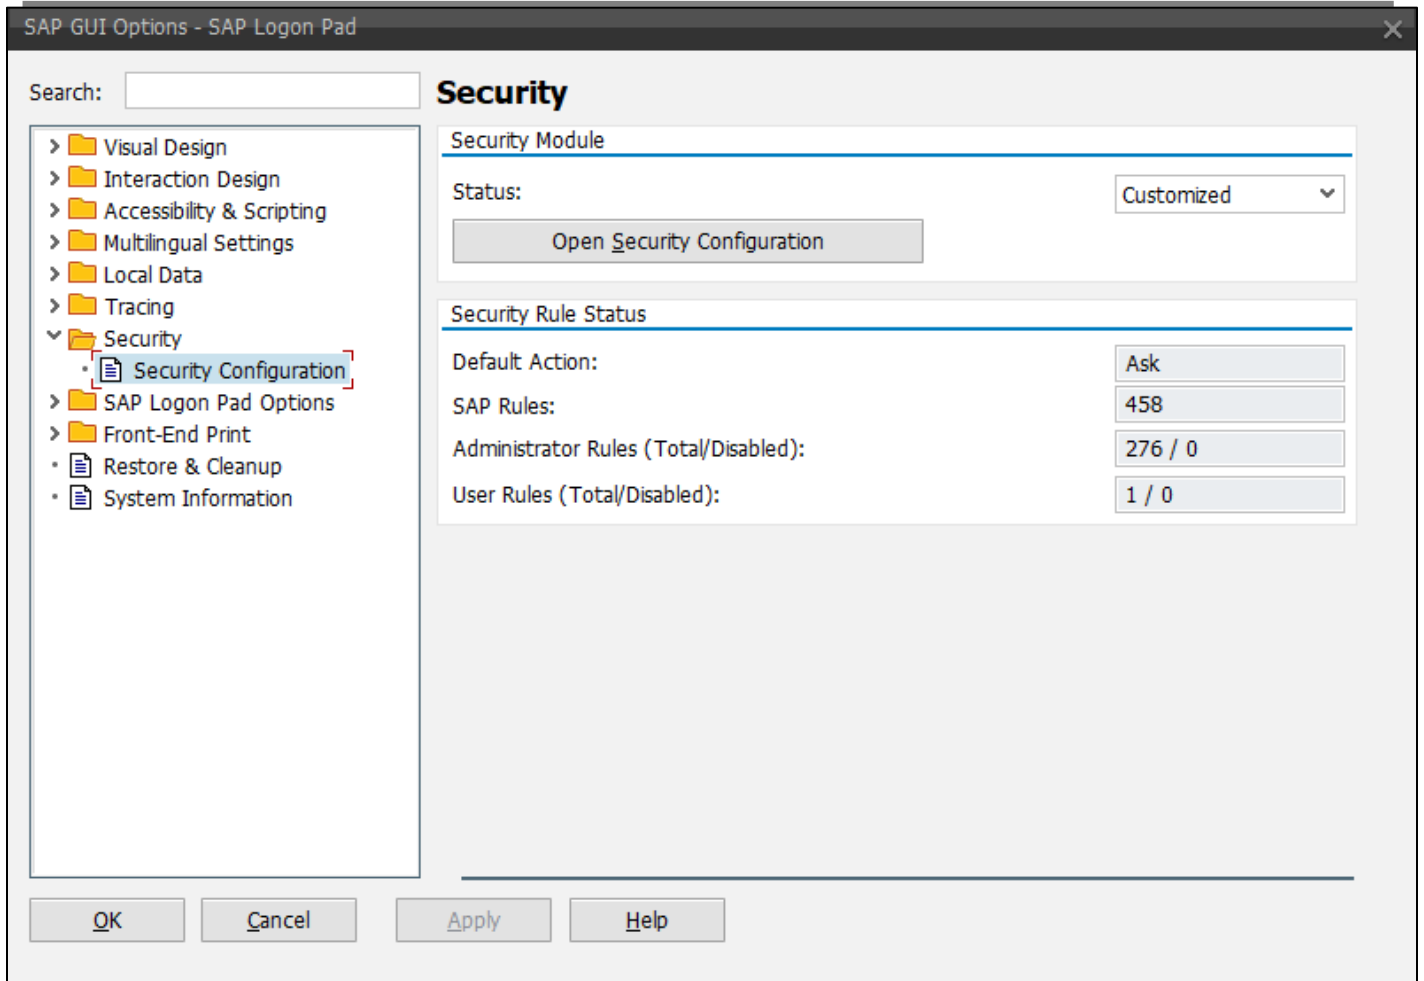 SAP GUI Options - SAP Logon Pad
Search:
Visual Design
Interaction Design
Accessibility & Scripting
Multilingual Settings
Local Data
Tracing
Security
Security Configuration
SAP Logon Pad Options
Front-End Print
Restore & Cleanup
System Information
Security
Security Module
Status: Customized
Open Security Configuration
Security Rule Status
Default Action: Ask
SAP Rules: 458
Administrator Rules (Total/Disabled): 276 / 0
User Rules (Total/Disabled): 1 / 0
OK Cancel Apply Help